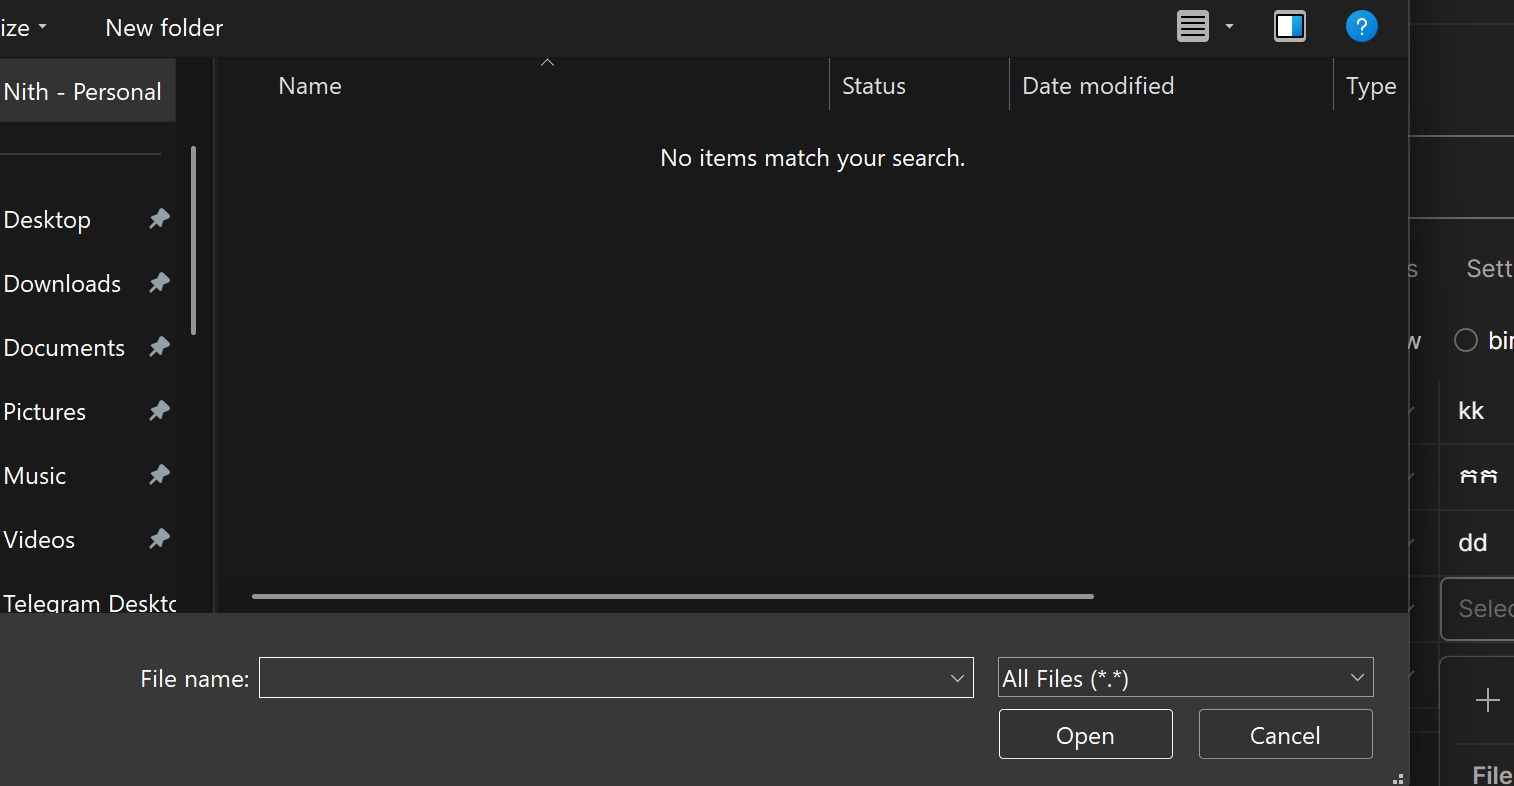 ize New folder
Name Status Date modified Type
Nith - Personal
No items match your search.
Desktop
Downloads
Documents
Pictures
Music
Videos
Telegram Deskto
File name: All Files (*.*)
Open Cancel
s Sett
w bir
kk
កក
dd
Selec
File